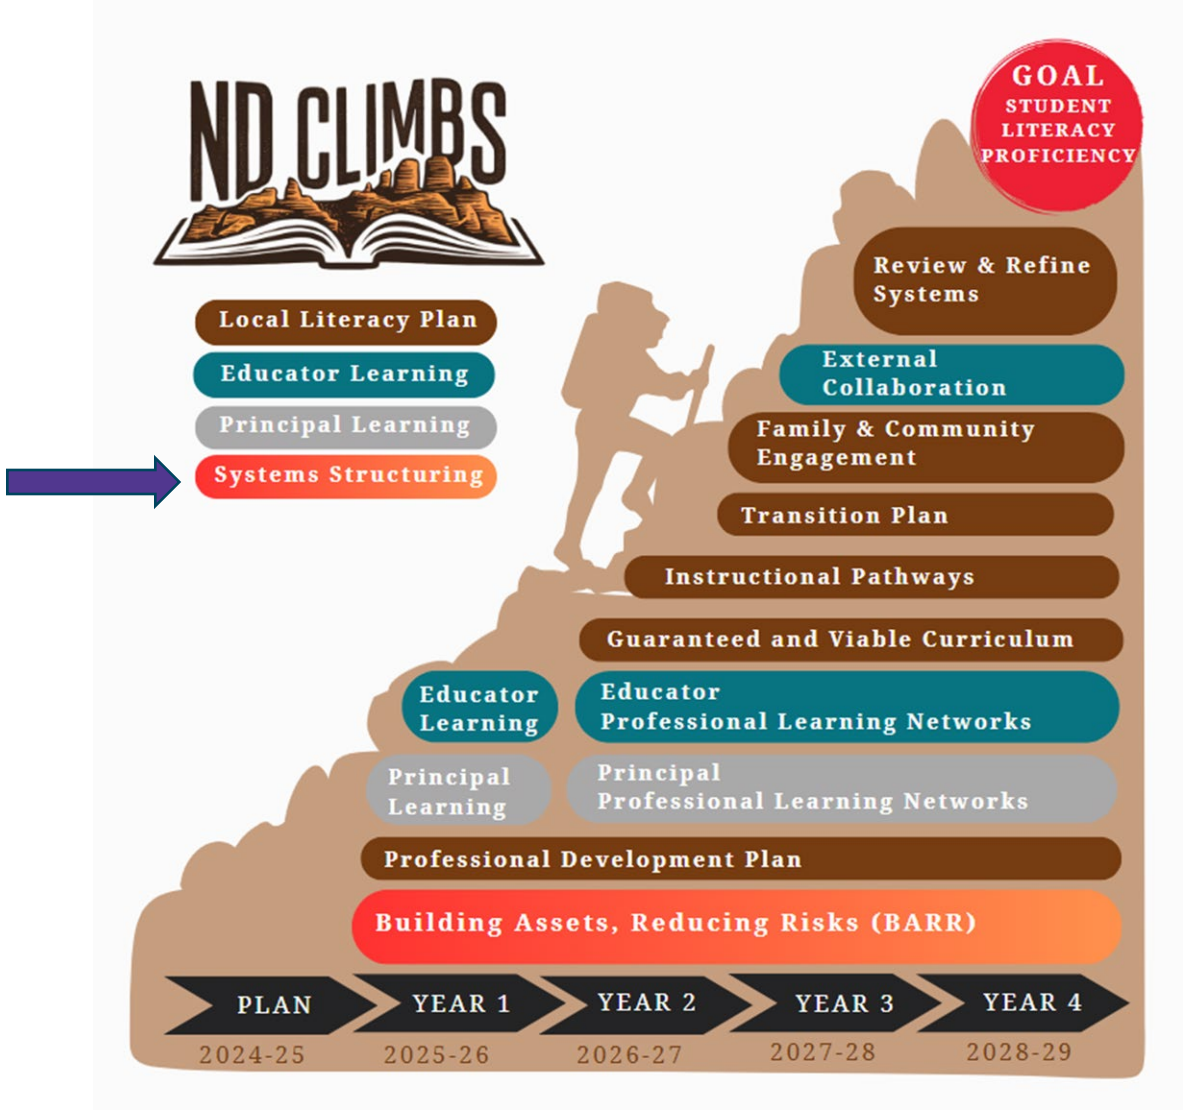 ND CLIMBS
GOAL
STUDENT
LITERACY
PROFICIENCY
Local Literacy Plan
Educator Learning
Principal Learning
Systems Structuring
Review & Refine
Systems
External
Collaboration
Family & Community
Engagement
Transition Plan
Instructional Pathways
Guaranteed and Viable Curriculum
Educator
Learning
Educator
Professional Learning Networks
Principal
Learning
Principal
Professional Learning Networks
Professional Development Plan
Building Assets, Reducing Risks (BARR)
PLAN
YEAR 1
YEAR 2
YEAR 3
YEAR 4
2024-25
2025-26
2026-27
2027-28
2028-29